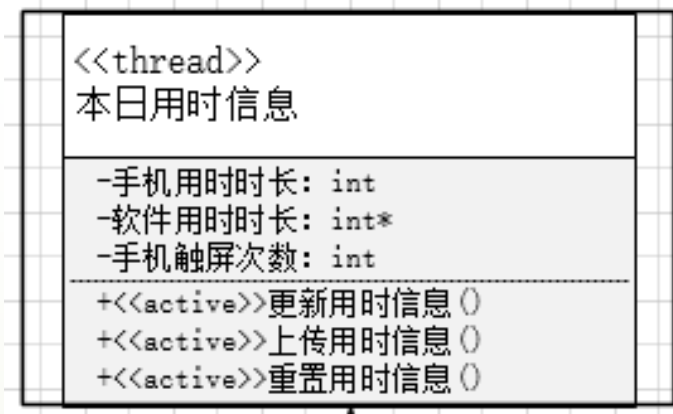 <<thread>>
本日用时信息
-手机用时时长: int
-软件用时时长: int*
-手机触屏次数: int
+<<active>>更新用时信息()
+<<active>>上传用时信息()
+<<active>>重置用时信息()